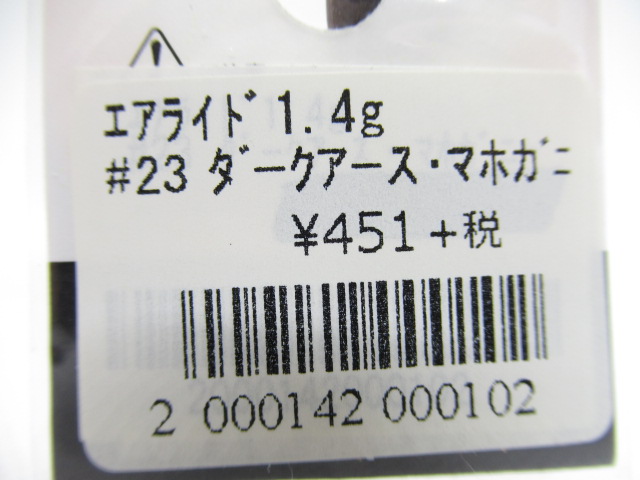 エアライド 1.4g
#23 ダークアース・マホガニ
¥451+税
2 000142 000102